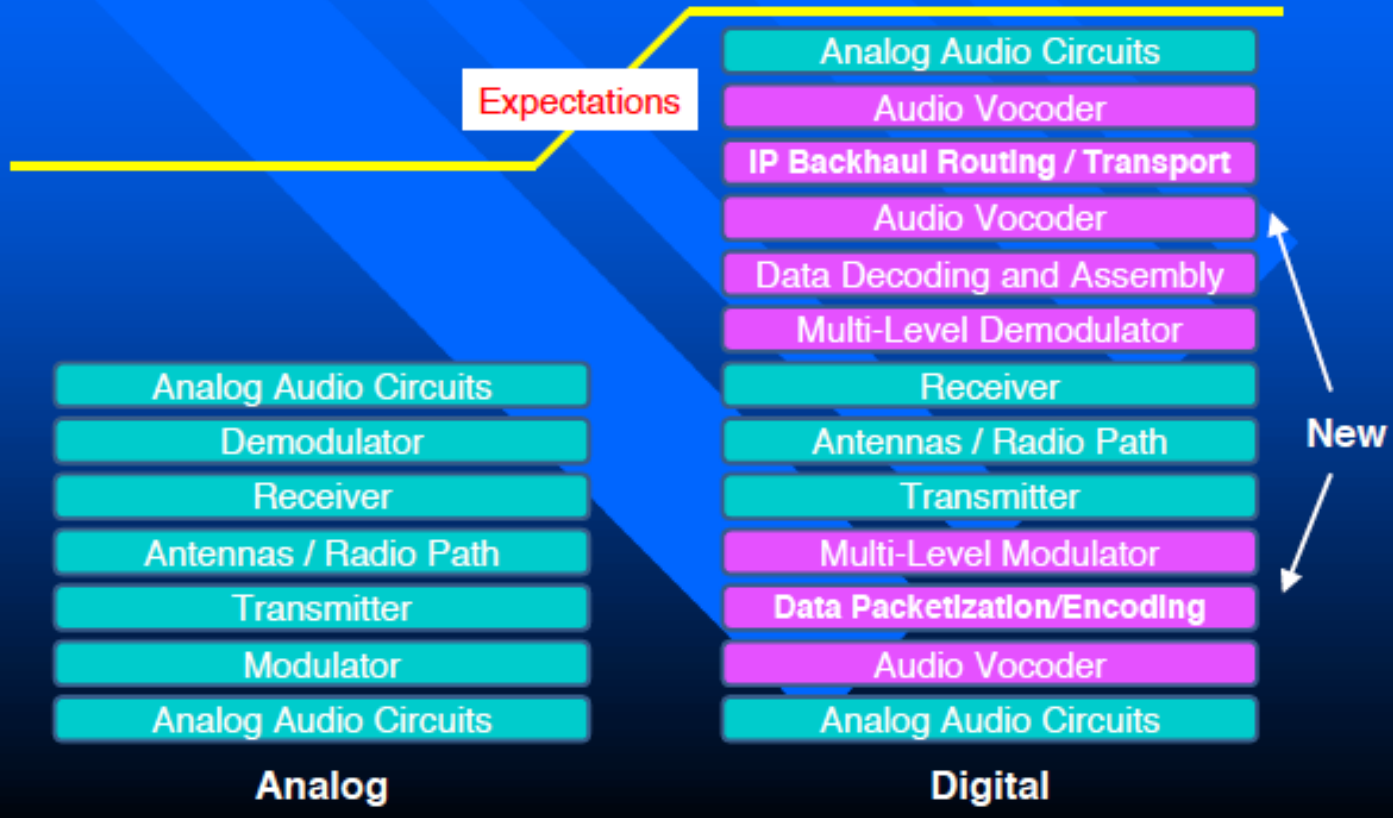 Expectations
Analog Audio Circuits
Demodulator
Receiver
Antennas / Radio Path
Transmitter
Modulator
Analog Audio Circuits
Analog
Analog Audio Circuits
Audio Vocoder
IP Backhaul Routing / Transport
Audio Vocoder
Data Decoding and Assembly
Multi-Level Demodulator
Receiver
Antennas / Radio Path
Transmitter
Multi-Level Modulator
Data Packetization/Encoding
Audio Vocoder
Analog Audio Circuits
Digital
New